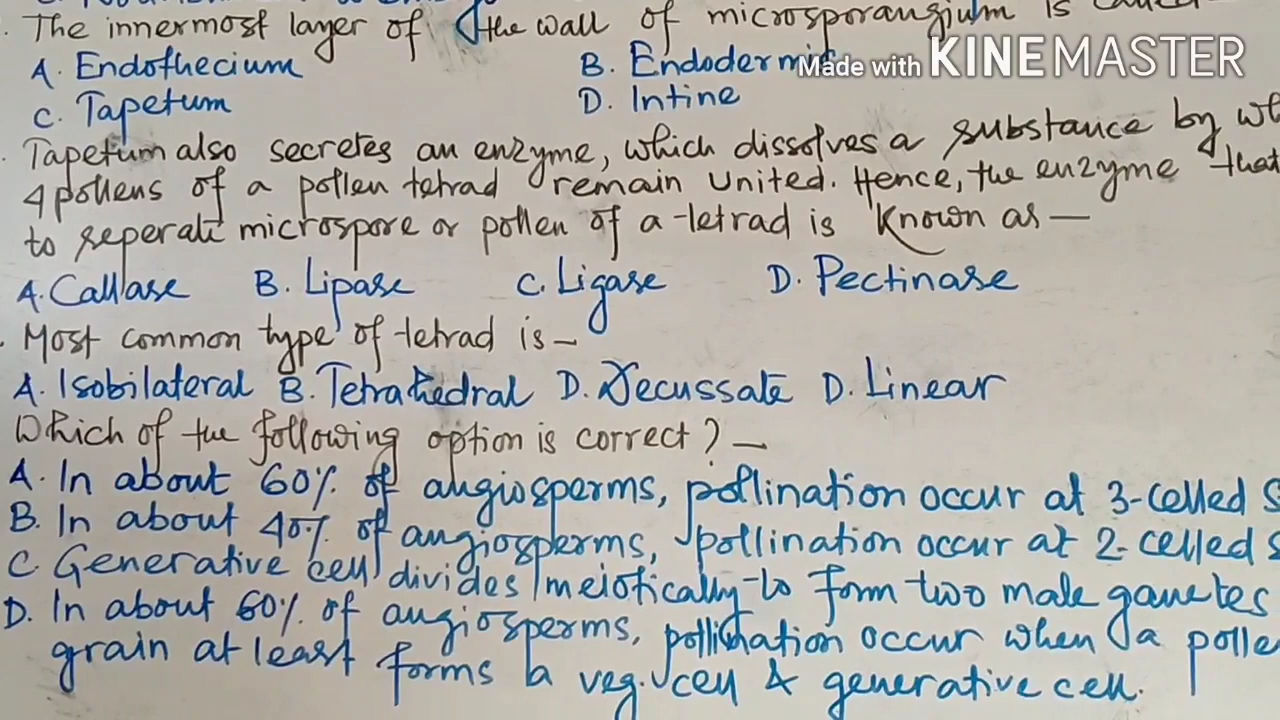 . The innermost layer of the wall of microsporangium is called
A. Endothecium B. Endodermis
C. Tapetum D. Intine
. Tapetum also secretes an enzyme, which dissolves a substance by wh
4 pollens of a pollen tetrad remain united. Hence, the enzyme that
to seperate microspore or pollen of a tetrad is known as —
A. Callase B. Lipase C. Ligase D. Pectinase
. Most common type of tetrad is —
A. Isobilateral B. Tetrahedral D. Decussate D. Linear
Which of the following option is correct? —
A. In about 60% of angiosperms, pollination occur at 3-celled s
B. In about 40% of angiosperms, pollination occur at 2-celled s
C. Generative cell divides meiotically to form two male gametes
D. In about 60% of angiosperms, pollination occur when a polle
grain at least forms a veg. cell & generative cell.
Made with KINEMASTER